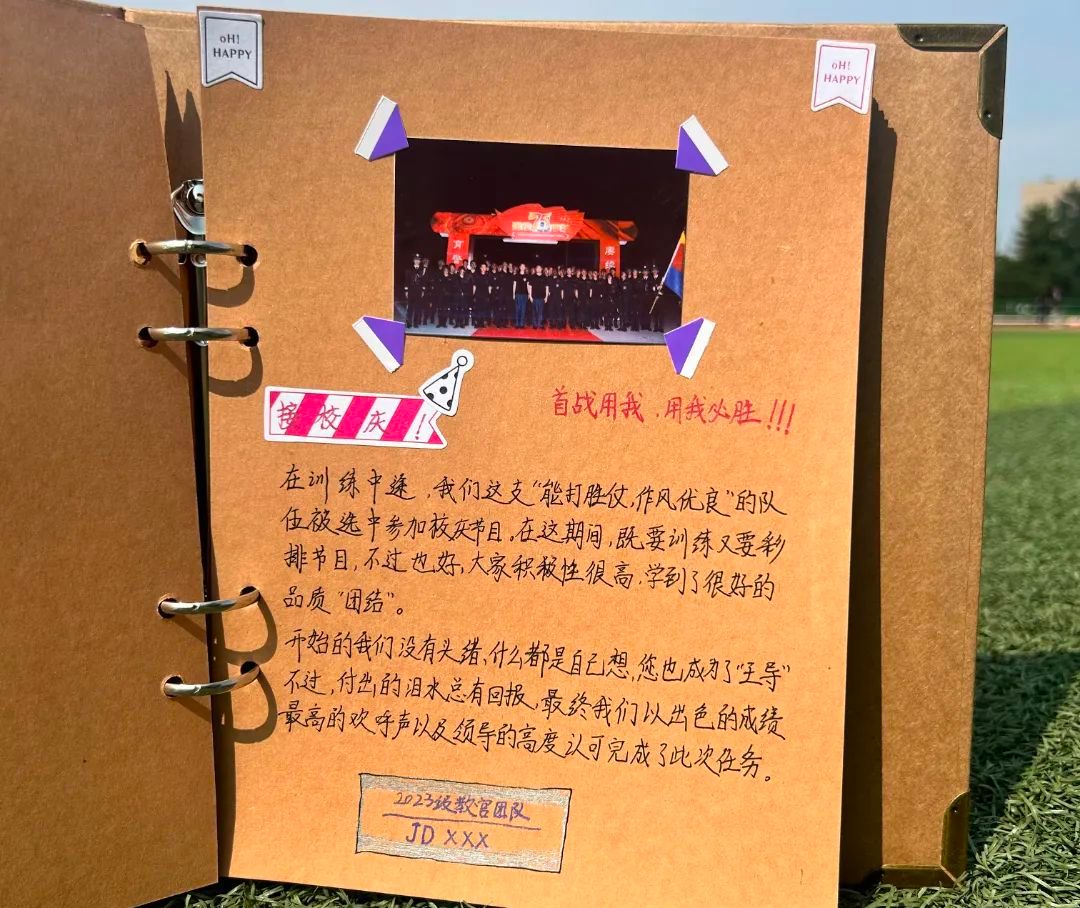 oH!
HAPPY
oH!
HAPPY
育警
接校庆!
首战用我,用我必胜!!!
在训练中途,我们这支"能打胜仗,作风优良"的队
伍被选中参加校庆节目。在这期间,既要训练又要彩
排节目,不过也好,大家积极性很高,学到了很好的
品质"团结"。
开始的我们没有头绪、什么都是自己想,您也成为了"王导"
不过,付出的泪水总有回报,最终我们以出色的成绩
最高的欢呼声以及领导的高度认可完成了此次任务。
2023级教官团队
JD XXX